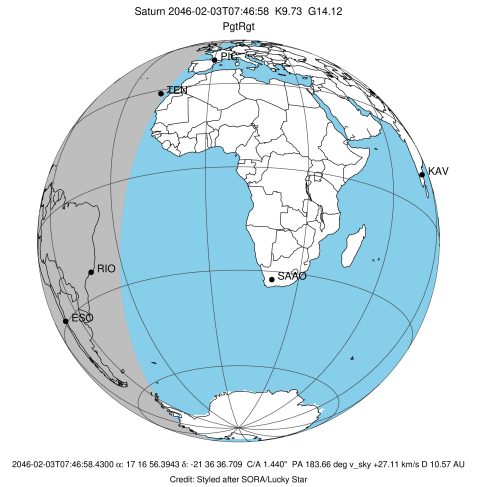 Saturn 2046-02-03T07:46:58 K9.73 G14.12
PgtRgt
TEN
KAV
RIO
SAAO
ESO
2046-02-03T07:46:58.4300 α: 17 16 56.3943 δ: -21 36 36.709 C/A 1.440" PA 183.66 deg v_sky +27.11 km/s D 10.57 AU
Credit: Styled after SORA/Lucky Star